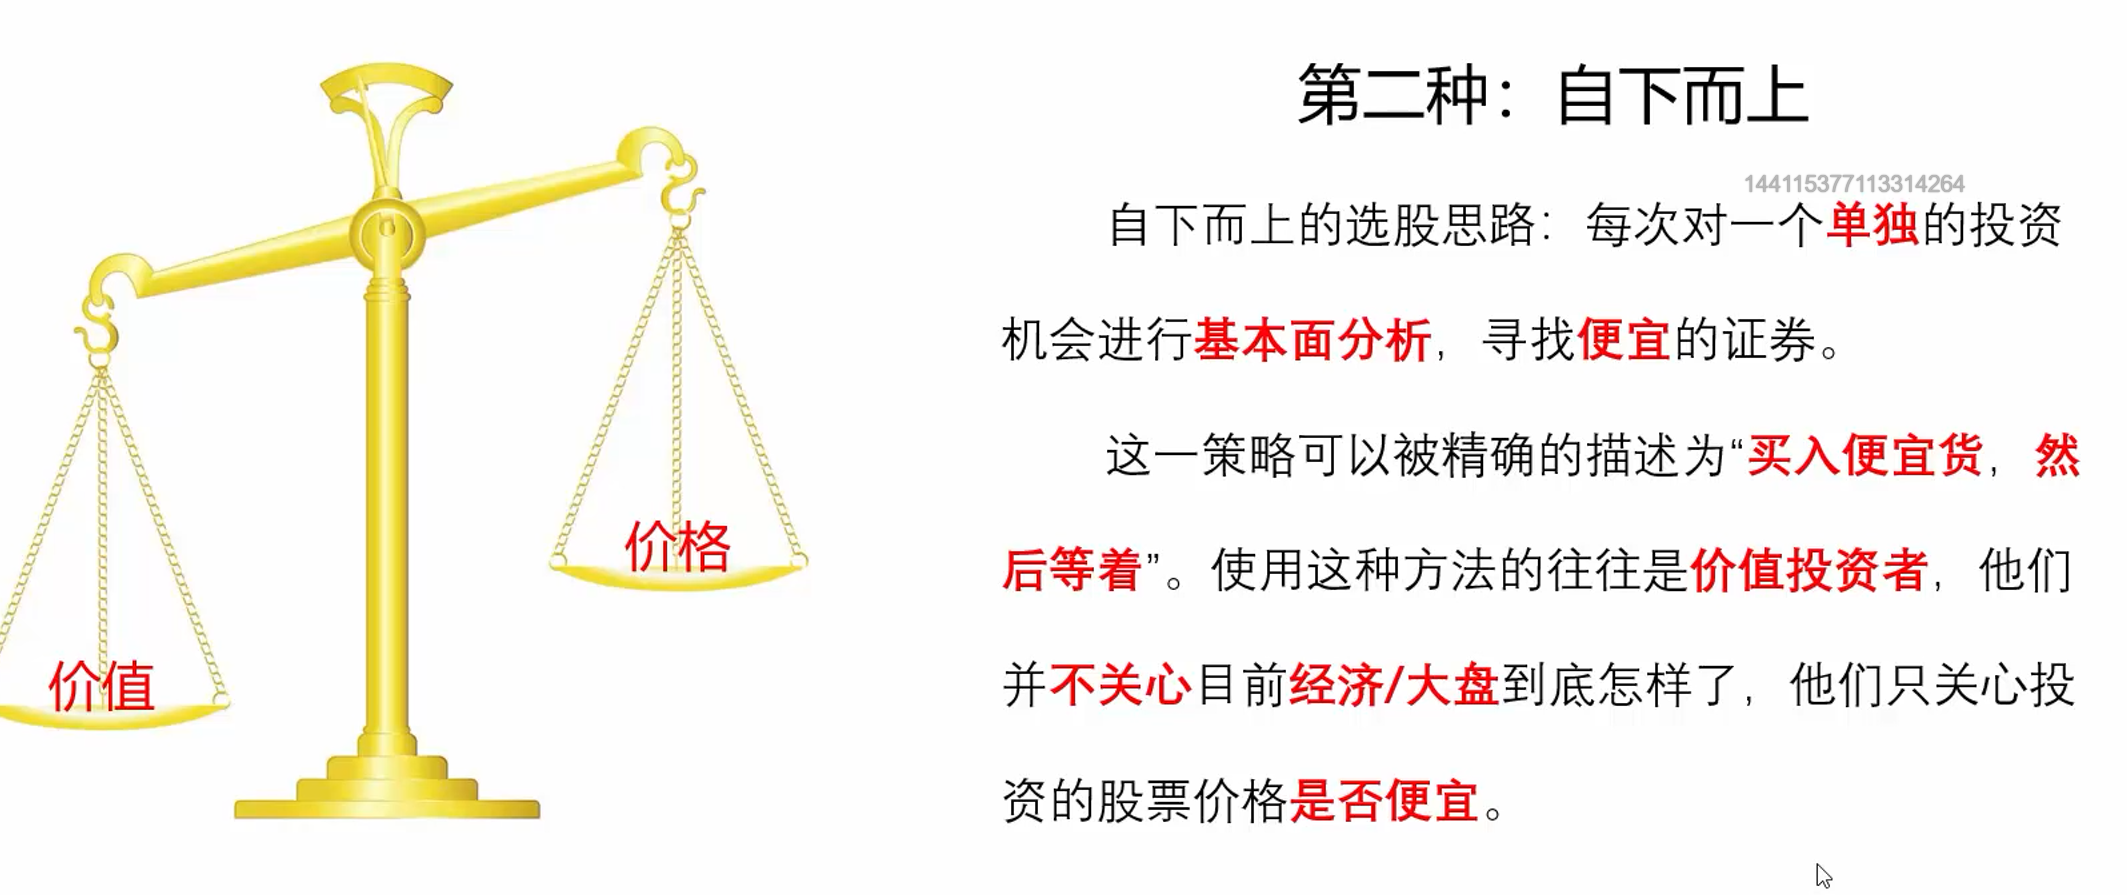 第二种：自下而上
144115377113314264
自下而上的选股思路：每次对一个单独的投资
机会进行基本面分析，寻找便宜的证券。
这一策略可以被精确的描述为“买入便宜货，然
后等着”。使用这种方法的往往是价值投资者，他们
并不关心目前经济/大盘到底怎样了，他们只关心投
资的股票价格是否便宜。
价格
价值